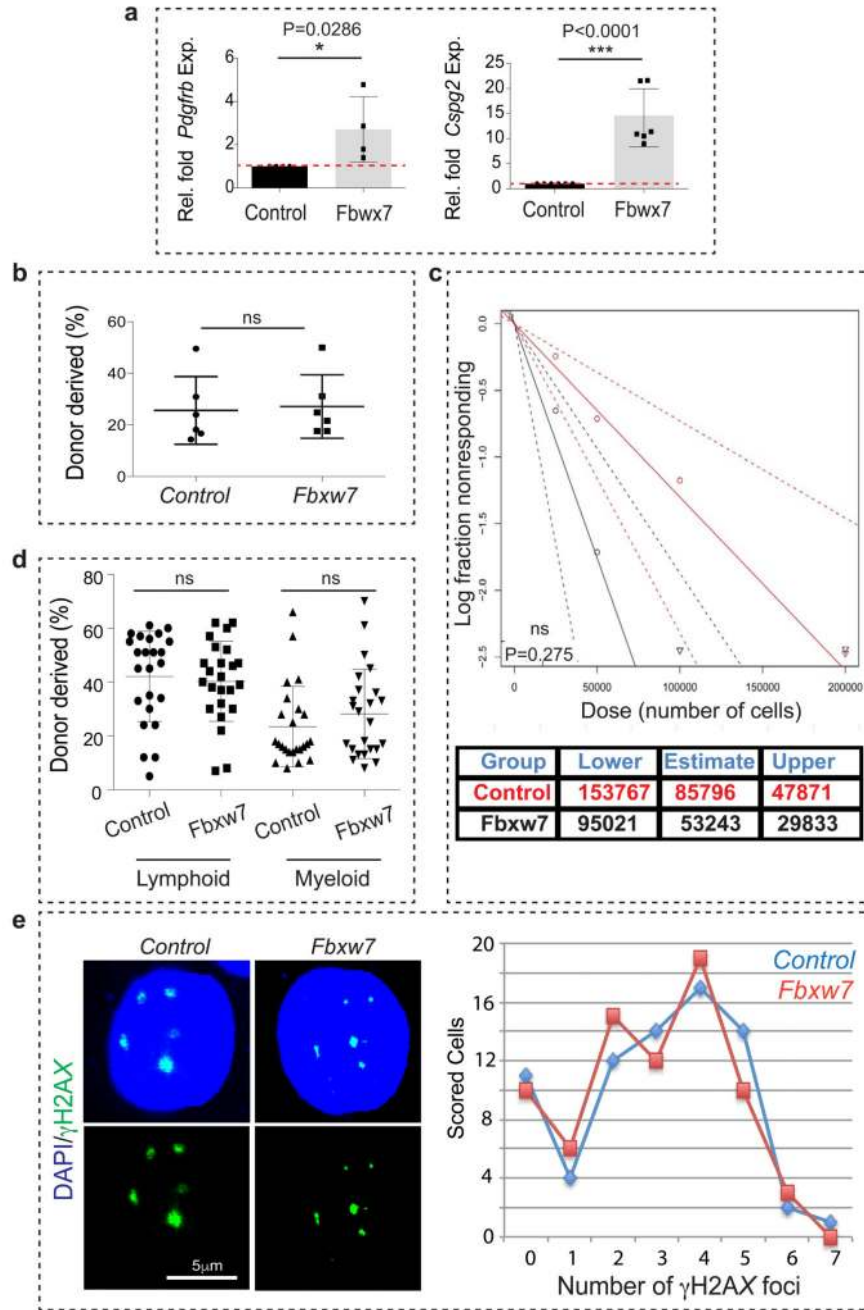 a
P=0.0286
*
Rel. fold Pdgfrb Exp.
6
4
2
0
Control
Fbwx7
P<0.0001
***
Rel. fold Cspg2 Exp.
25
20
15
10
5
0
Control
Fbwx7
b
Donor derived (%)
60
40
20
0
ns
Control
Fbxw7
c
Log fraction nonresponding
0.0
-0.5
-1.0
-1.5
-2.0
-2.5
ns
P=0.275
0
50000
100000
150000
200000
Dose (number of cells)
Group Lower Estimate Upper
Control 153767 85796 47871
Fbxw7 95021 53243 29833
d
Donor derived (%)
80
60
40
20
0
ns
ns
Control
Fbxw7
Control
Fbxw7
Lymphoid
Myeloid
e
Control
Fbxw7
DAPI/γH2AX
5μm
Scored Cells
20
16
12
8
4
0
Control
Fbxw7
0 1 2 3 4 5 6 7
Number of γH2AX foci